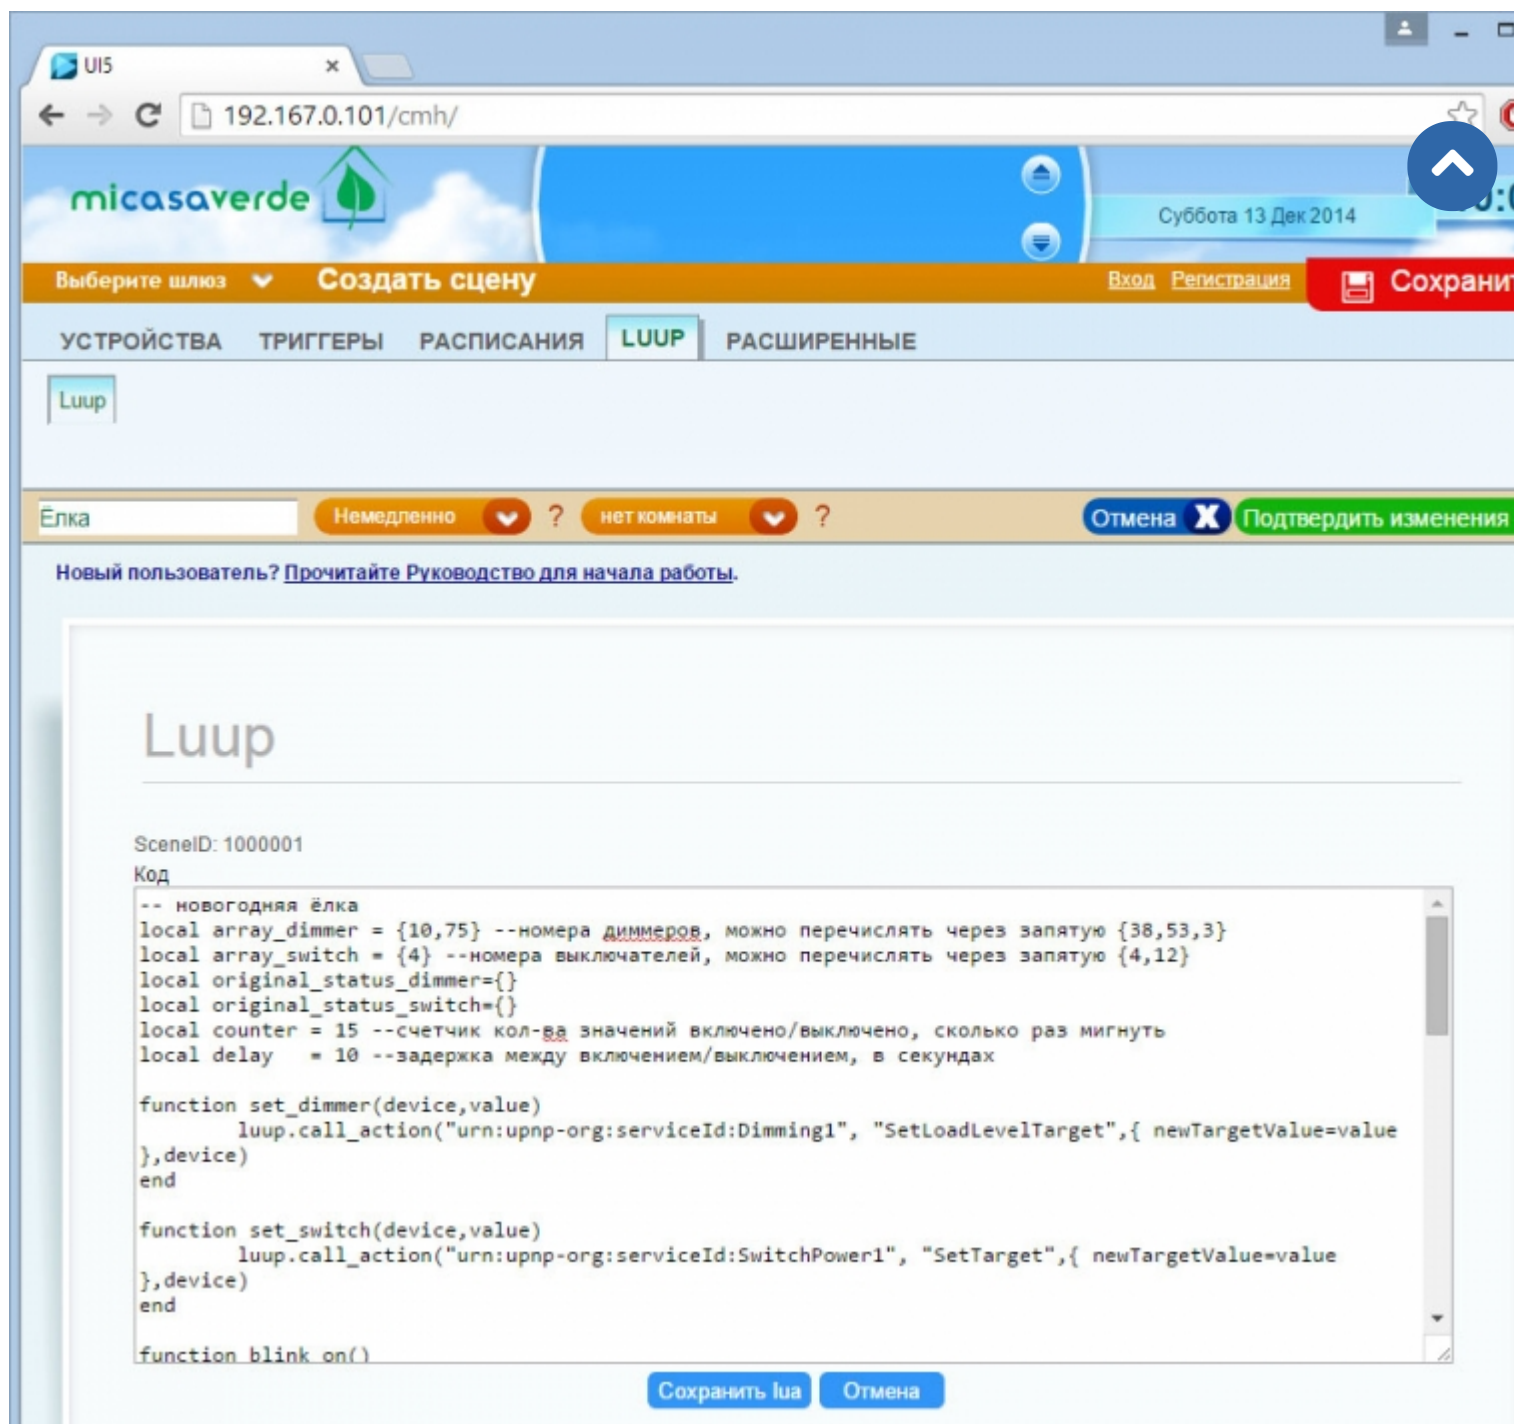 UI5
192.167.0.101/cmh/
micasaverde
Суббота 13 Дек 2014
Выберите шлюз Создать сцену Вход Регистрация
УСТРОЙСТВА ТРИГГЕРЫ РАСПИСАНИЯ LUUP РАСШИРЕННЫЕ
Luup
Ёлка Немедленно ? нет комнаты ? Отмена X Подтвердить изменения
Новый пользователь? Прочитайте Руководство для начала работы.
Luup
SceneID: 1000001
Код
-- новогодняя ёлка
local array_dimmer = {10,75} --номера диммеров, можно перечислять через запятую {38,53,3}
local array_switch = {4} --номера выключателей, можно перечислять через запятую {4,12}
local original_status_dimmer={}
local original_status_switch={}
local counter = 15 --счетчик кол-ва значений включено/выключено, сколько раз мигнуть
local delay   = 10 --задержка между включением/выключением, в секундах
function set_dimmer(device,value)
luup.call_action("urn:upnp-org:serviceId:Dimming1", "SetLoadLevelTarget",{ newTargetValue=value
},device)
end
function set_switch(device,value)
luup.call_action("urn:upnp-org:serviceId:SwitchPower1", "SetTarget",{ newTargetValue=value
},device)
end
function blink_on()
Сохранить lua Отмена